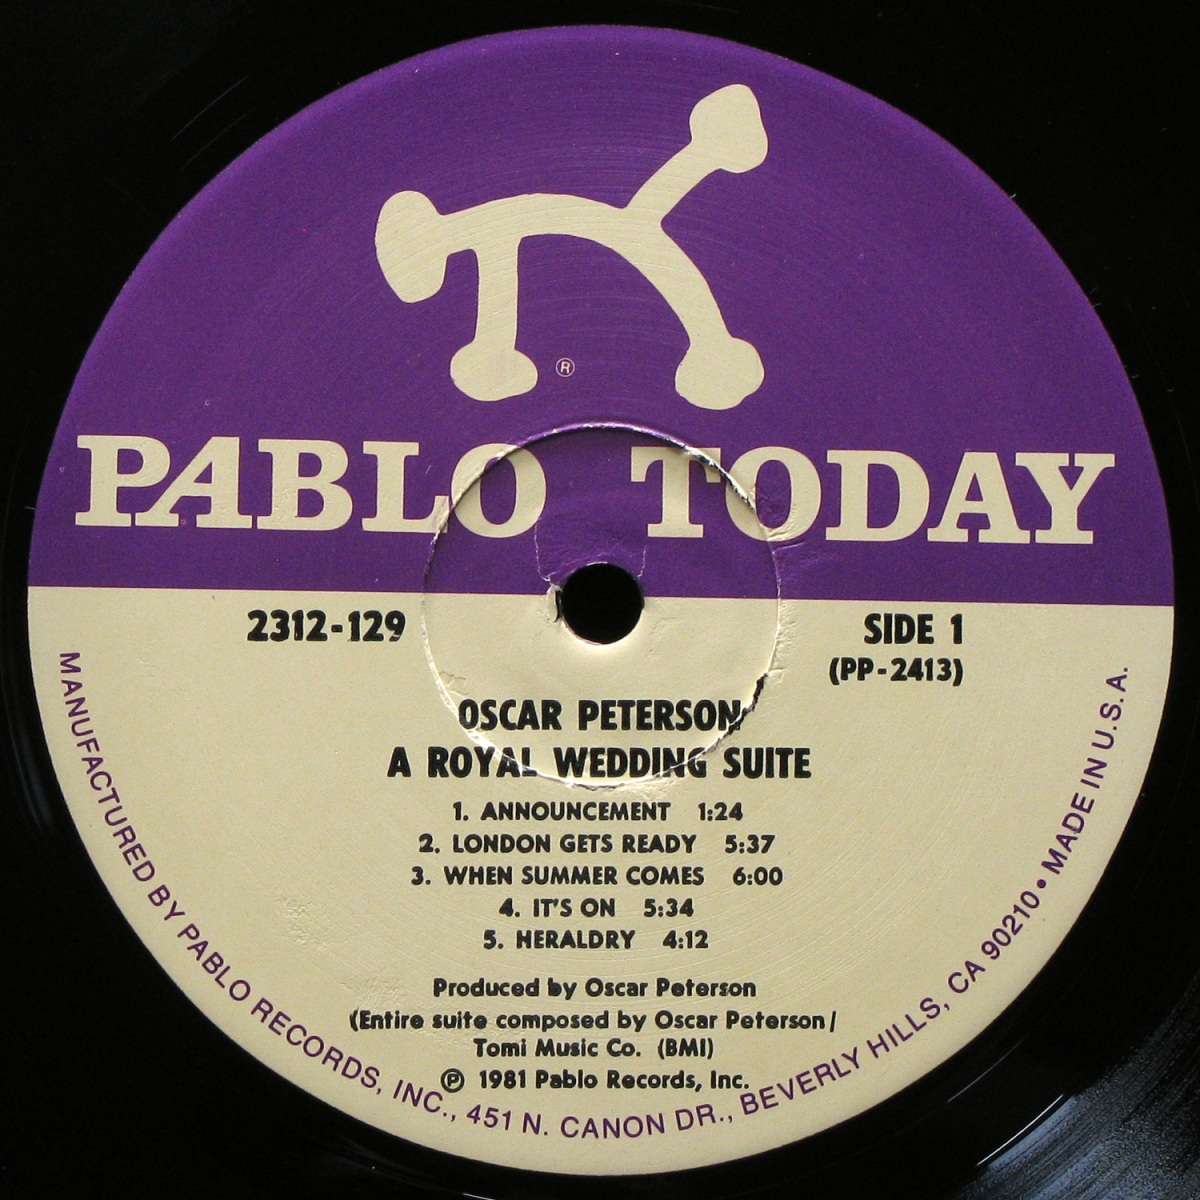 ®
PABLO TODAY
2312-129
SIDE 1
(PP-2413)
OSCAR PETERSON
A ROYAL WEDDING SUITE
1. ANNOUNCEMENT 1:24
2. LONDON GETS READY 5:37
3. WHEN SUMMER COMES 6:00
4. IT'S ON 5:34
5. HERALDRY 4:12
Produced by Oscar Peterson
(Entire suite composed by Oscar Peterson/
Tomi Music Co. (BMI)
℗ 1981 Pablo Records, Inc.
MANUFACTURED BY PABLO RECORDS, INC., 451 N. CANON DR., BEVERLY HILLS, CA 90210 • MADE IN U.S.A.